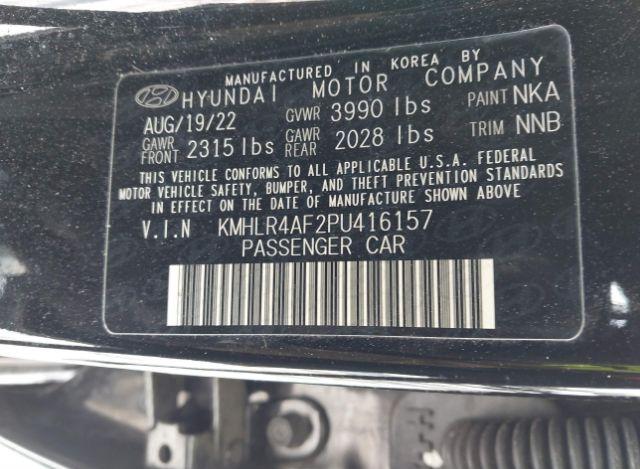 MANUFACTURED IN KOREA BY
HYUNDAI MOTOR COMPANY
AUG/19/22 GVWR 3990 lbs PAINT NKA
GAWR FRONT 2315 lbs GAWR REAR 2028 lbs TRIM NNB
THIS VEHICLE CONFORMS TO ALL APPLICABLE U.S.A. FEDERAL
MOTOR VEHICLE SAFETY, BUMPER, AND THEFT PREVENTION STANDARDS
IN EFFECT ON THE DATE OF MANUFACTURE SHOWN ABOVE
V.I.N KMHLR4AF2PU416157
PASSENGER CAR